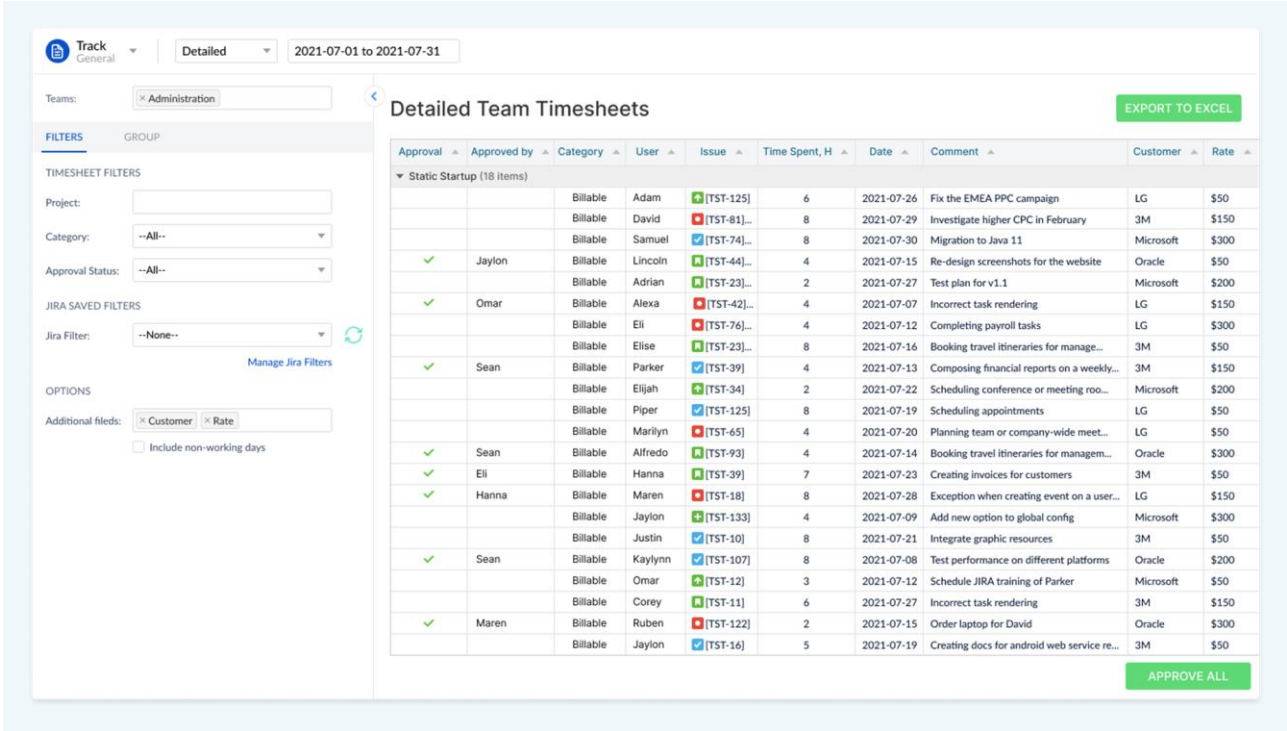 Track
General
Detailed
2021-07-01 to 2021-07-31
Teams:
× Administration
FILTERS GROUP
TIMESHEET FILTERS
Project:
Category: --All--
Approval Status: --All--
JIRA SAVED FILTERS
Jira Filter: --None--
Manage Jira Filters
OPTIONS
Additional fileds: × Customer × Rate
Include non-working days
Detailed Team Timesheets
EXPORT TO EXCEL
Approval Approved by Category User Issue Time Spent, H Date Comment Customer Rate
Static Startup (18 items)
Billable Adam [TST-125] 6 2021-07-26 Fix the EMEA PPC campaign LG $50
Billable David [TST-81]... 8 2021-07-29 Investigate higher CPC in February 3M $150
Billable Samuel [TST-74]... 8 2021-07-30 Migration to Java 11 Microsoft $300
Jaylon Billable Lincoln [TST-44]... 4 2021-07-15 Re-design screenshots for the website Oracle $50
Billable Adrian [TST-23]... 2 2021-07-27 Test plan for v1.1 Microsoft $200
Omar Billable Alexa [TST-42]... 4 2021-07-07 Incorrect task rendering LG $150
Billable Eli [TST-76]... 4 2021-07-12 Completing payroll tasks LG $300
Billable Elise [TST-23]... 8 2021-07-16 Booking travel itineraries for manage... 3M $50
Sean Billable Parker [TST-39] 4 2021-07-13 Composing financial reports on a weekly... 3M $150
Billable Elijah [TST-34] 2 2021-07-22 Scheduling conference or meeting roo... Microsoft $200
Billable Piper [TST-125] 8 2021-07-19 Scheduling appointments LG $50
Billable Marilyn [TST-65] 4 2021-07-20 Planning team or company-wide meet... LG $50
Sean Billable Alfredo [TST-93] 4 2021-07-14 Booking travel itineraries for managem... Oracle $300
Eli Billable Hanna [TST-39] 7 2021-07-23 Creating invoices for customers 3M $50
Hanna Billable Maren [TST-18] 8 2021-07-28 Exception when creating event on a user... LG $150
Billable Jaylon [TST-133] 4 2021-07-09 Add new option to global config Microsoft $300
Billable Justin [TST-10] 8 2021-07-21 Integrate graphic resources 3M $50
Sean Billable Kaylynn [TST-107] 8 2021-07-08 Test performance on different platforms Oracle $200
Billable Omar [TST-12] 3 2021-07-12 Schedule JIRA training of Parker Microsoft $50
Billable Corey [TST-11] 6 2021-07-27 Incorrect task rendering 3M $150
Maren Billable Ruben [TST-122] 2 2021-07-15 Order laptop for David Oracle $300
Billable Jaylon [TST-16] 5 2021-07-19 Creating docs for android web service re... 3M $50
APPROVE ALL